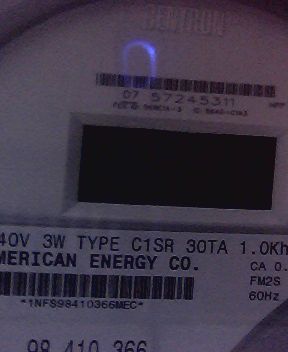 CENTRON
07 57245311
40V 3W TYPE C1SR 30TA 1.0Kh
MERICAN ENERGY CO.
CA 0.
FM2S
60Hz
*1NFS98410366MEC*
98 410 366